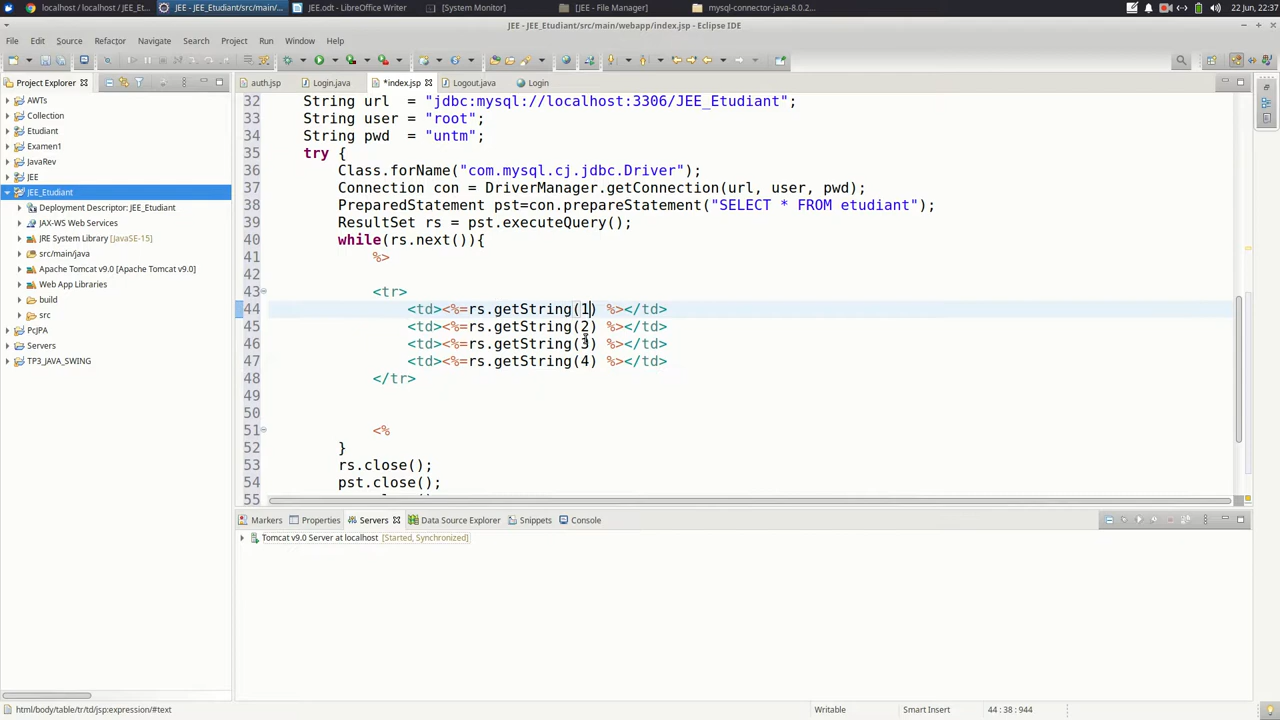 localhost / localhost / JEE_Et...
JEE - JEE_Etudiant/src/main/...
JEE.odt - LibreOffice Writer
[System Monitor]
[JEE - File Manager]
mysql-connector-java-8.0.2...
22 Jun, 22:37
JEE - JEE_Etudiant/src/main/webapp/index.jsp - Eclipse IDE
File Edit Source Refactor Navigate Search Project Run Window Help
Project Explorer
auth.jsp Login.java *index.jsp Logout.java Login
AWTs
Collection
Etudiant
Examen1
JavaRev
JEE
JEE_Etudiant
Deployment Descriptor: JEE_Etudiant
JAX-WS Web Services
JRE System Library [JavaSE-15]
src/main/java
Apache Tomcat v9.0 [Apache Tomcat v9.0]
Web App Libraries
build
src
PcJPA
Servers
TP3_JAVA_SWING
32 String url = "jdbc:mysql://localhost:3306/JEE_Etudiant";
33 String user = "root";
34 String pwd = "untm";
35 try {
36 Class.forName("com.mysql.cj.jdbc.Driver");
37 Connection con = DriverManager.getConnection(url, user, pwd);
38 PreparedStatement pst=con.prepareStatement("SELECT * FROM etudiant");
39 ResultSet rs = pst.executeQuery();
40 while(rs.next()){
41 %>
42
43 <tr>
44 <td><%=rs.getString(1) %></td>
45 <td><%=rs.getString(2) %></td>
46 <td><%=rs.getString(3) %></td>
47 <td><%=rs.getString(4) %></td>
48 </tr>
49
50
51 <%
52 }
53 rs.close();
54 pst.close();
55
Markers Properties Servers Data Source Explorer Snippets Console
Tomcat v9.0 Server at localhost [Started, Synchronized]
html/body/table/tr/td/jsp:expression/#text
Writable
Smart Insert
44 : 38 : 944